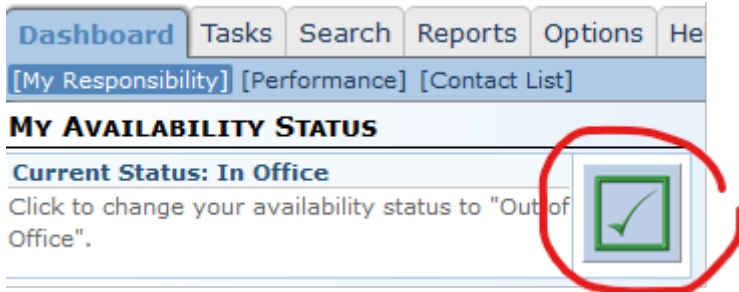 Dashboard Tasks Search Reports Options He
[My Responsibility] [Performance] [Contact List]
MY AVAILABILITY STATUS
Current Status: In Office
Click to change your availability status to "Out of
Office".